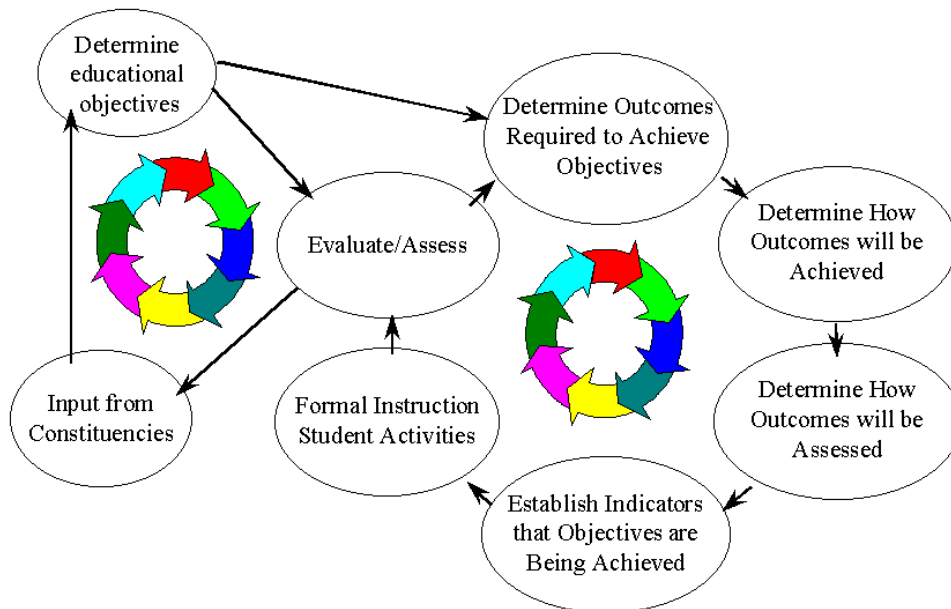 Determine
educational
objectives
Determine Outcomes
Required to Achieve
Objectives
Evaluate/Assess
Determine How
Outcomes will be
Achieved
Input from
Constituencies
Formal Instruction
Student Activities
Determine How
Outcomes will be
Assessed
Establish Indicators
that Objectives are
Being Achieved